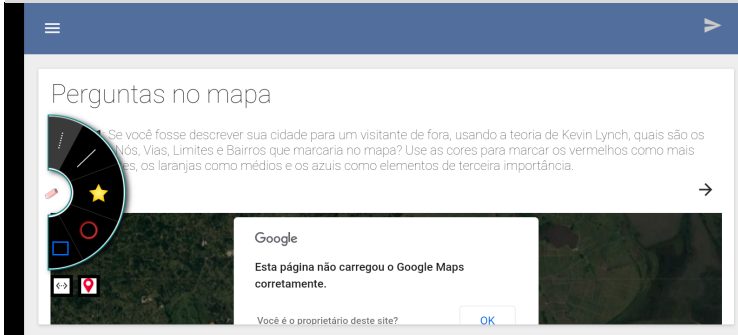 Perguntas no mapa
Se você fosse descrever sua cidade para um visitante de fora, usando a teoria de Kevin Lynch, quais são os
Nós, Vias, Limites e Bairros que marcaria no mapa? Use as cores para marcar os vermelhos como mais
os laranjas como médios e os azuis como elementos de terceira importância.
Google
Esta página não carregou o Google Maps
corretamente.
Você é o proprietário deste site?
OK